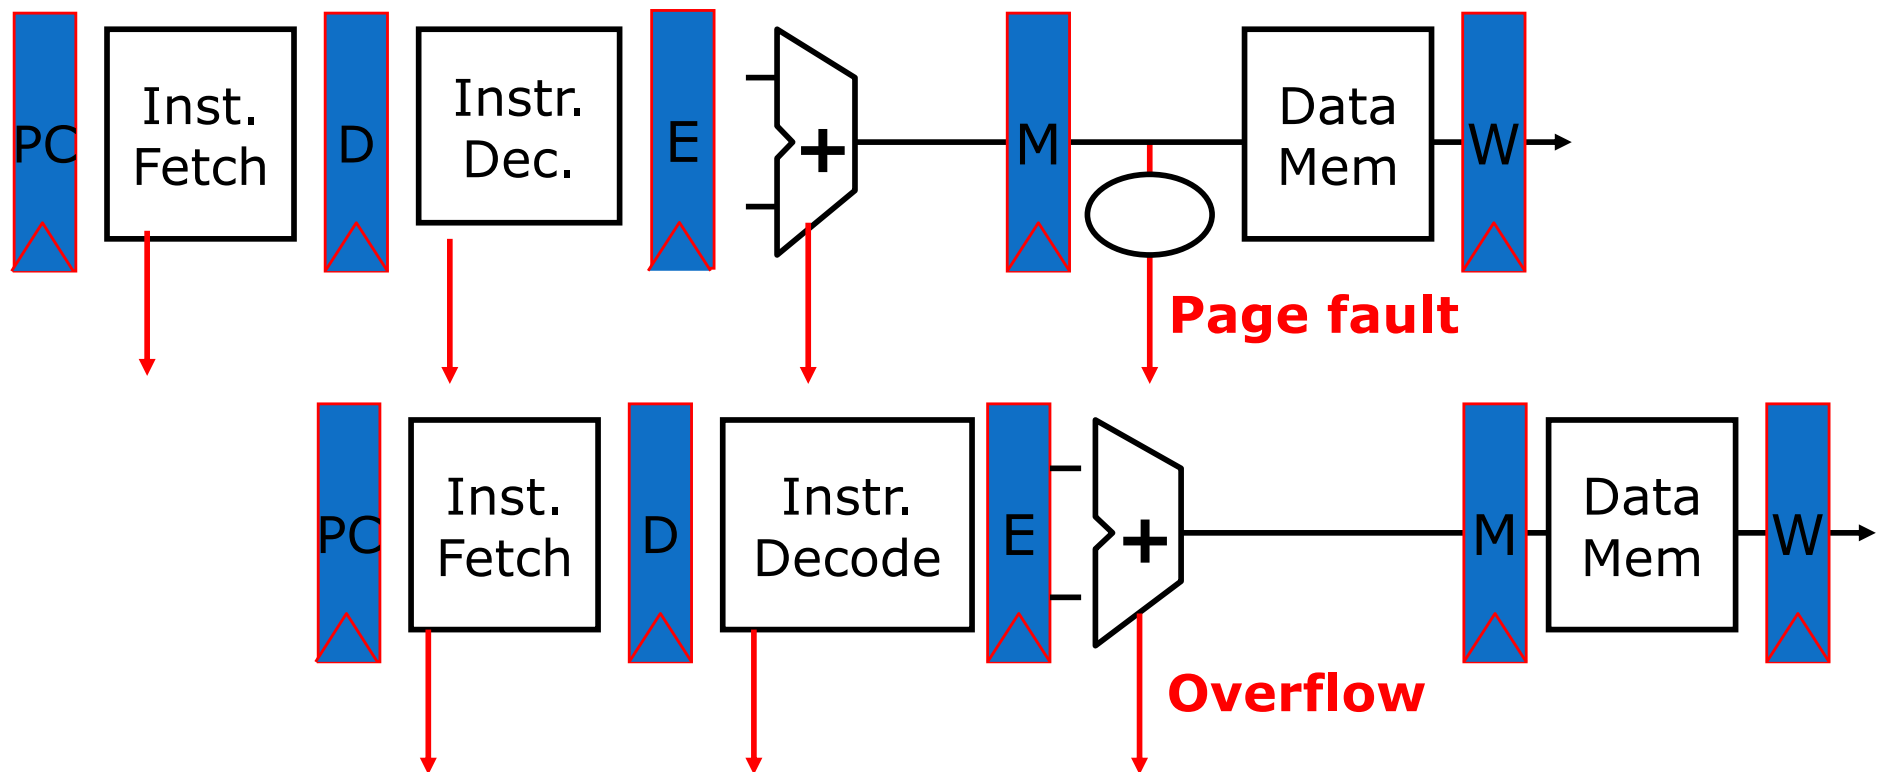 PC
Inst.
Fetch
D
Instr.
Dec.
E
+
M
Data
Mem
W
Page fault
PC
Inst.
Fetch
D
Instr.
Decode
E
+
M
Data
Mem
W
Overflow